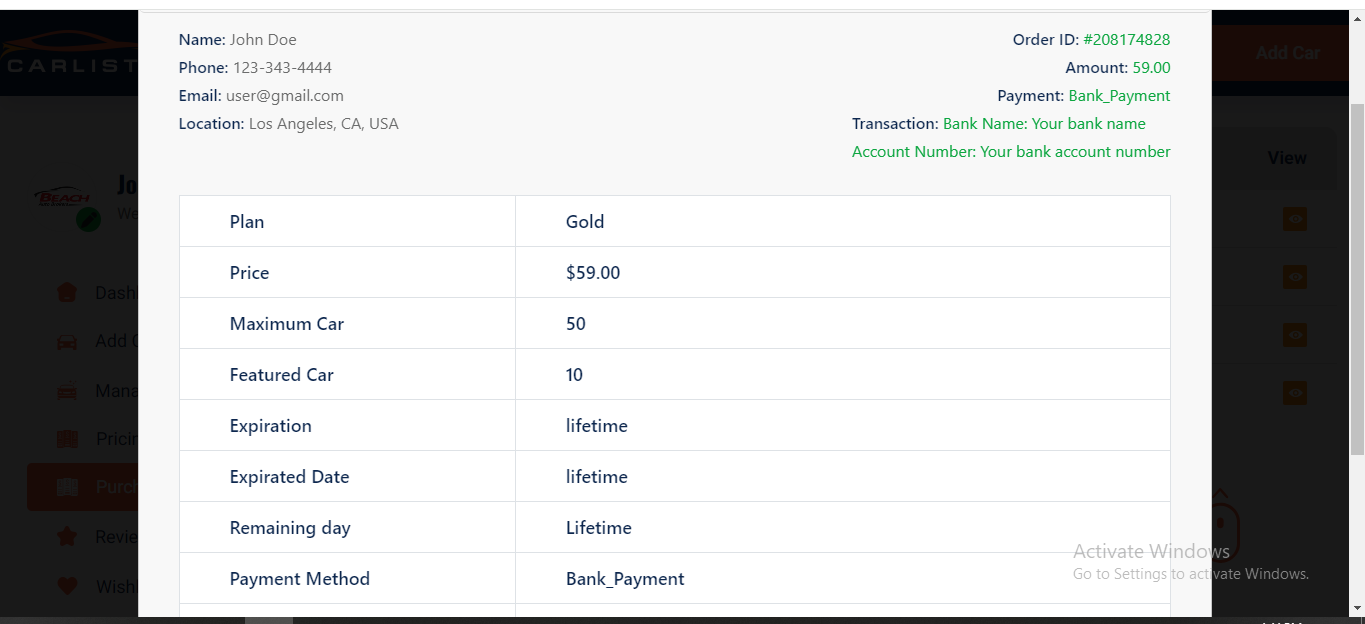 CARLIST
Add Car
Name: John Doe
Phone: 123-343-4444
Email: user@gmail.com
Location: Los Angeles, CA, USA
Order ID: #208174828
Amount: 59.00
Payment: Bank_Payment
Transaction: Bank Name: Your bank name
Account Number: Your bank account number
View
BEACH
Jo
We
Dash
Add C
Mana
Pricin
Purch
Revie
Wishl
Plan Gold
Price $59.00
Maximum Car 50
Featured Car 10
Expiration lifetime
Expirated Date lifetime
Remaining day Lifetime
Payment Method Bank_Payment
Activate Windows
Go to Settings to activate Windows.